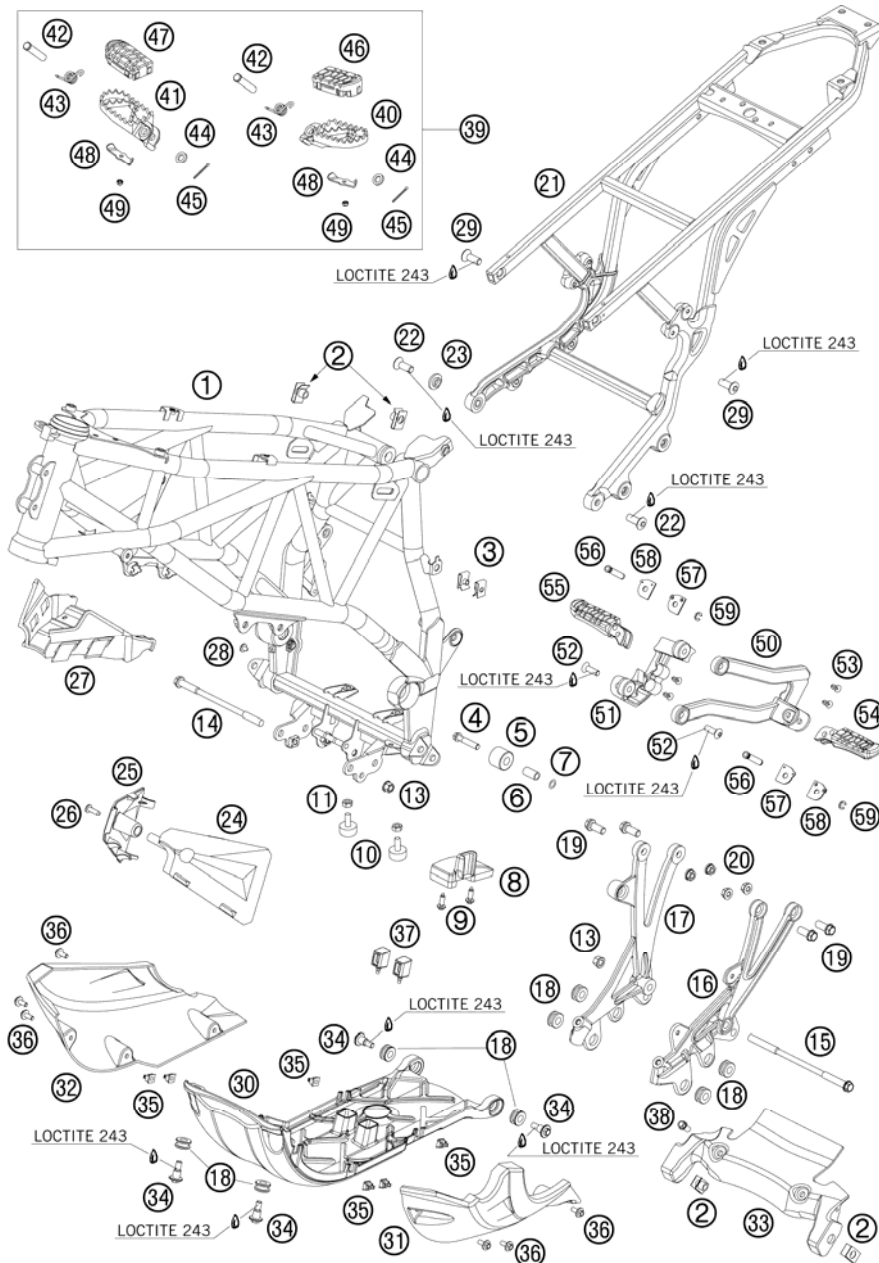 42 47 42 46
43 41 43 40 39
44 44
48 48
45
49 49 45
21
29
LOCTITE 243
22
2 23
1
LOCTITE 243
29
LOCTITE 243
LOCTITE 243
22
3
56 58 57
55 59
50
28
52 53
27
LOCTITE 243
51 54
14 4 5
52
7
25 6
56
26 24
11 13
LOCTITE 243
57 58 59
10 19
8 20
9 17
36 37
13 19
16
18
LOCTITE 243
36 34 18 15
32 30 35
35 18
34 38
LOCTITE 243
LOCTITE 243
18 35
34 35 2
33 2
LOCTITE 243
34 31 36 36